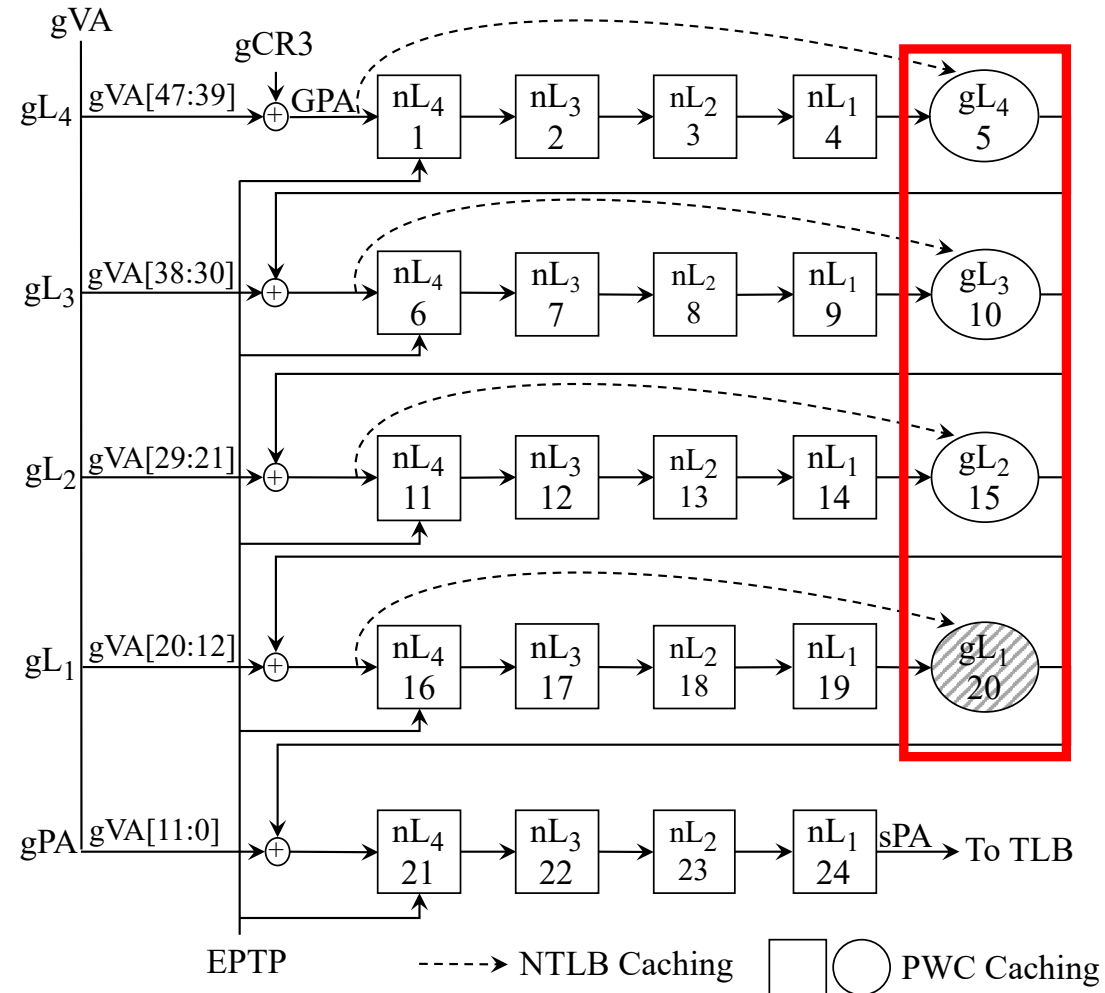 gVA
gCR3
gL4 gVA[47:39] + GPA nL4 1 nL3 2 nL2 3 nL1 4 gL4 5
gL3 gVA[38:30] + nL4 6 nL3 7 nL2 8 nL1 9 gL3 10
gL2 gVA[29:21] + nL4 11 nL3 12 nL2 13 nL1 14 gL2 15
gL1 gVA[20:12] + nL4 16 nL3 17 nL2 18 nL1 19 gL1 20
gPA gVA[11:0] + nL4 21 nL3 22 nL2 23 nL1 24 sPA To TLB
EPTP
NTLB Caching
PWC Caching